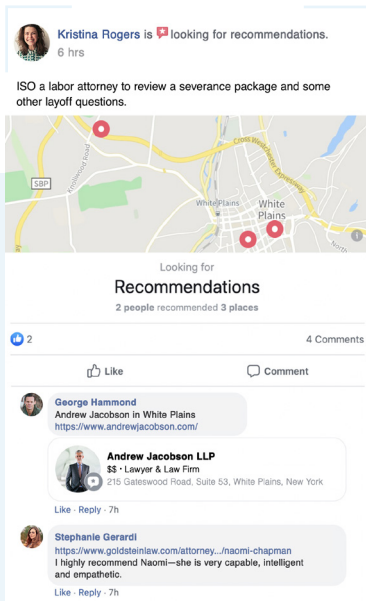 Kristina Rogers is looking for recommendations.
6 hrs
ISO a labor attorney to review a severance package and some
other layoff questions.
Knollwood Road
Cross Westchester Expressway
SBP
White Plains
White
Plains
North
Looking for
Recommendations
2 people recommended 3 places
2
4 Comments
Like
Comment
George Hammond
Andrew Jacobson in White Plains
https://www.andrewjacobson.com/
Andrew Jacobson LLP
$$ · Lawyer & Law Firm
215 Gateswood Road, Suite 53, White Plains, New York
Like · Reply · 7h
Stephanie Gerardi
https://www.goldsteinlaw.com/attorney.../naomi-chapman
I highly recommend Naomi—she is very capable, intelligent
and empathetic.
Like · Reply · 7h